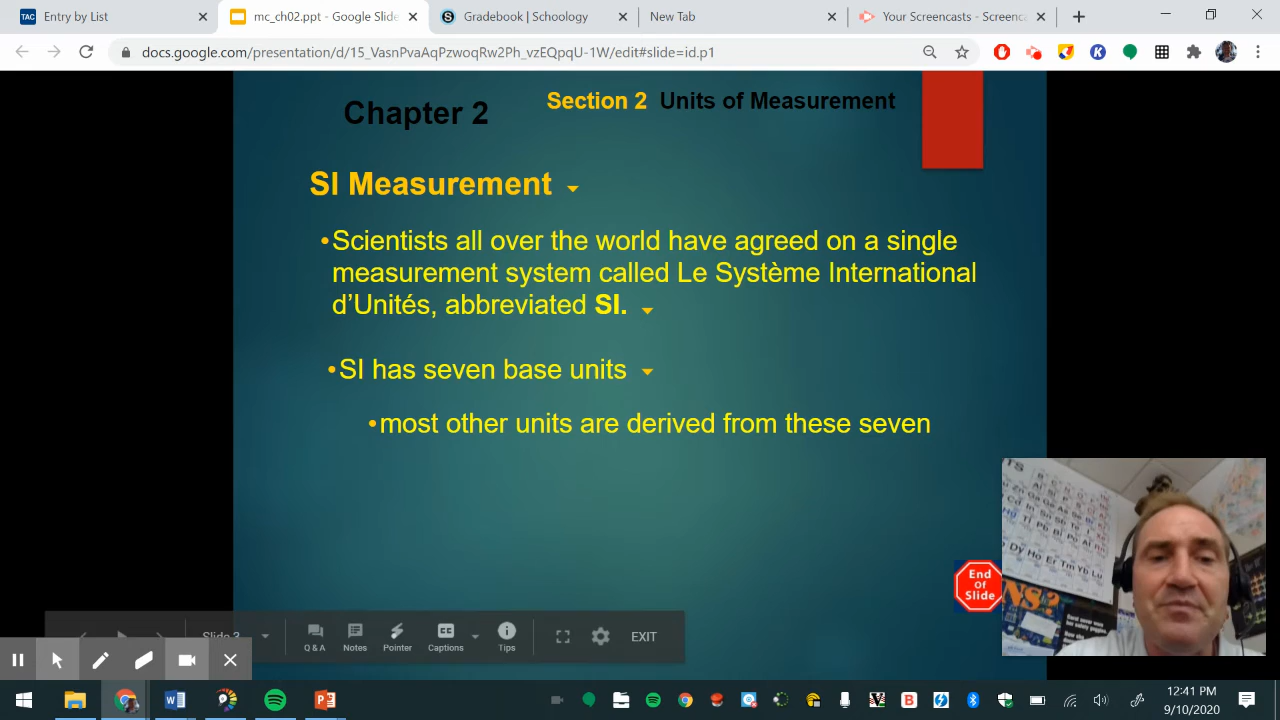 Entry by List
mc_ch02.ppt - Google Slide
Gradebook | Schoology
New Tab
Your Screencasts - Screenc
docs.google.com/presentation/d/15_VasnPvaAqPzwoqRw2Ph_vzEQpqU-1W/edit#slide=id.p1
Chapter 2
Section 2 Units of Measurement
SI Measurement
•Scientists all over the world have agreed on a single
measurement system called Le Système International
d’Unités, abbreviated SI.
•SI has seven base units
•most other units are derived from these seven
End
Of
Slide
Slide 3
Q & A
Notes
Pointer
Captions
Tips
EXIT
12:41 PM
9/10/2020